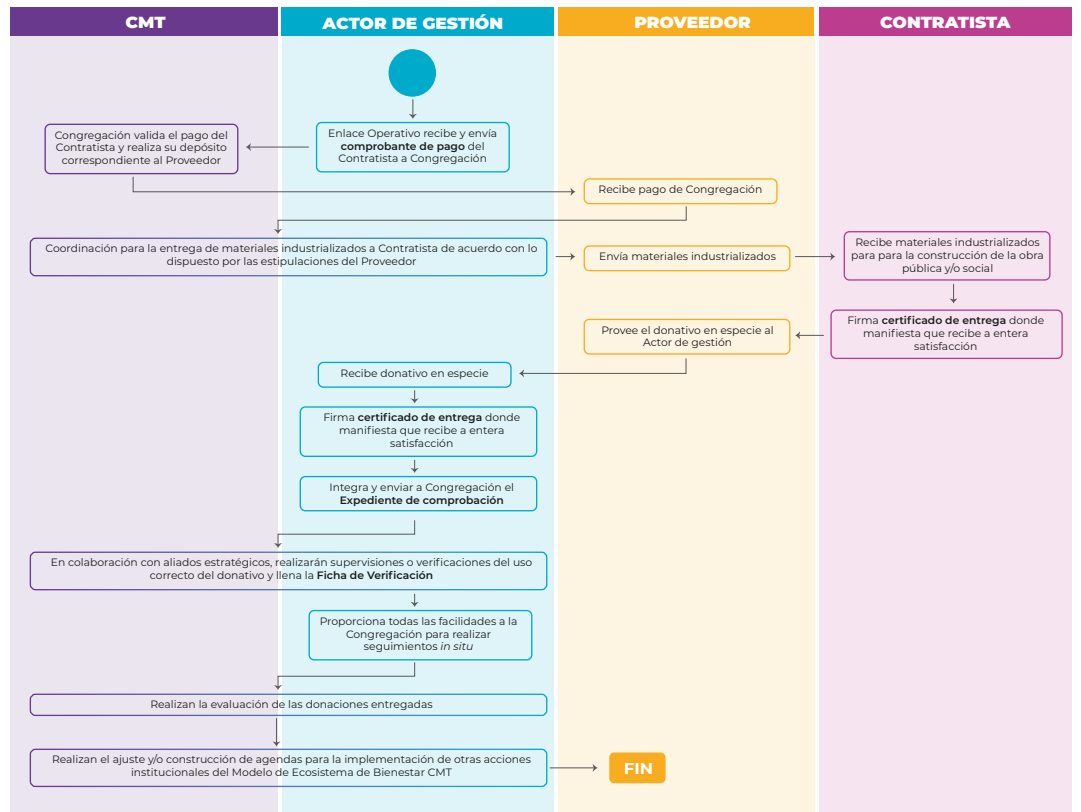 CMT
ACTOR DE GESTIÓN
PROVEEDOR
CONTRATISTA
Enlace Operativo recibe y envía
comprobante de pago del
Contratista a Congregación
Congregación valida el pago del
Contratista y realiza su depósito
correspondiente al Proveedor
Recibe pago de Congregación
Coordinación para la entrega de materiales industrializados a Contratista de acuerdo con lo
dispuesto por las estipulaciones del Proveedor
Envía materiales industrializados
Recibe materiales industrializados
para para la construcción de la obra
pública y/o social
Firma certificado de entrega donde
manifiesta que recibe a entera
satisfacción
Provee el donativo en especie al
Actor de gestión
Recibe donativo en especie
Firma certificado de entrega donde
manifiesta que recibe a entera
satisfacción
Integra y enviar a Congregación el
Expediente de comprobación
En colaboración con aliados estratégicos, realizarán supervisiones o verificaciones del uso
correcto del donativo y llena la Ficha de Verificación
Proporciona todas las facilidades a la
Congregación para realizar
seguimientos in situ
Realizan la evaluación de las donaciones entregadas
Realizan el ajuste y/o construcción de agendas para la implementación de otras acciones
institucionales del Modelo de Ecosistema de Bienestar CMT
FIN